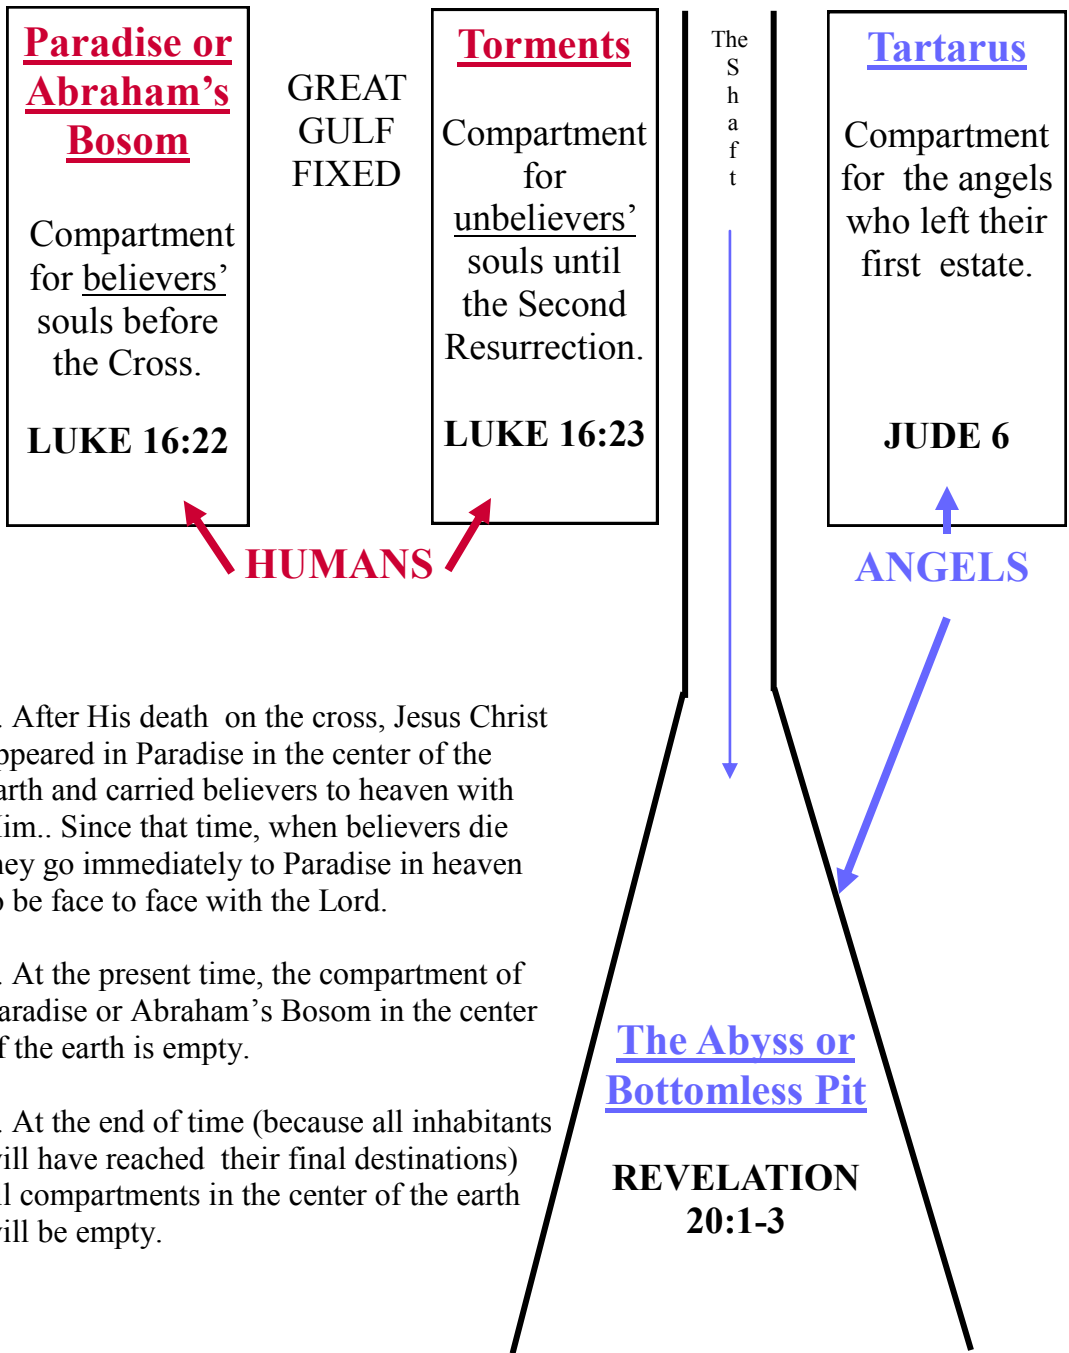 Paradise or
Abraham’s
Bosom
Compartment
for believers’
souls before
the Cross.
LUKE 16:22
GREAT
GULF
FIXED
Torments
Compartment
for
unbelievers’
souls until
the Second
Resurrection.
LUKE 16:23
The
S
h
a
f
t
Tartarus
Compartment
for the angels
who left their
first estate.
JUDE 6
HUMANS
ANGELS
. After His death on the cross, Jesus Christ
ppeared in Paradise in the center of the
arth and carried believers to heaven with
Him.. Since that time, when believers die
hey go immediately to Paradise in heaven
o be face to face with the Lord.
. At the present time, the compartment of
aradise or Abraham’s Bosom in the center
f the earth is empty.
. At the end of time (because all inhabitants
will have reached their final destinations)
ll compartments in the center of the earth
will be empty.
The Abyss or
Bottomless Pit
REVELATION
20:1-3